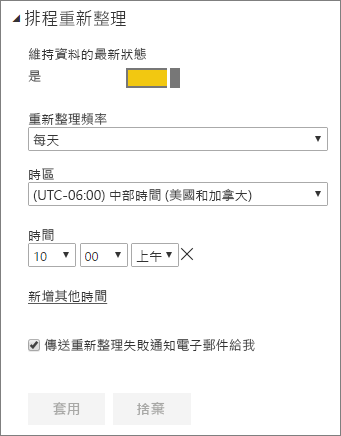 排程重新整理
維持資料的最新狀態
是
重新整理頻率
每天
時區
(UTC-06:00) 中部時間 (美國和加拿大)
時間
10 00 上午
新增其他時間
傳送重新整理失敗通知電子郵件給我
套用 捨棄